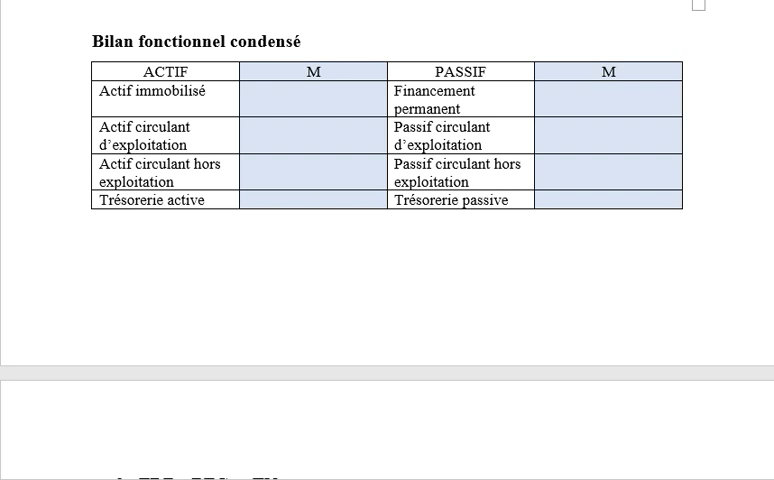 Bilan fonctionnel condensé
ACTIF M PASSIF M
Actif immobilisé Financement permanent
Actif circulant d’exploitation Passif circulant d’exploitation
Actif circulant hors exploitation Passif circulant hors exploitation
Trésorerie active Trésorerie passive